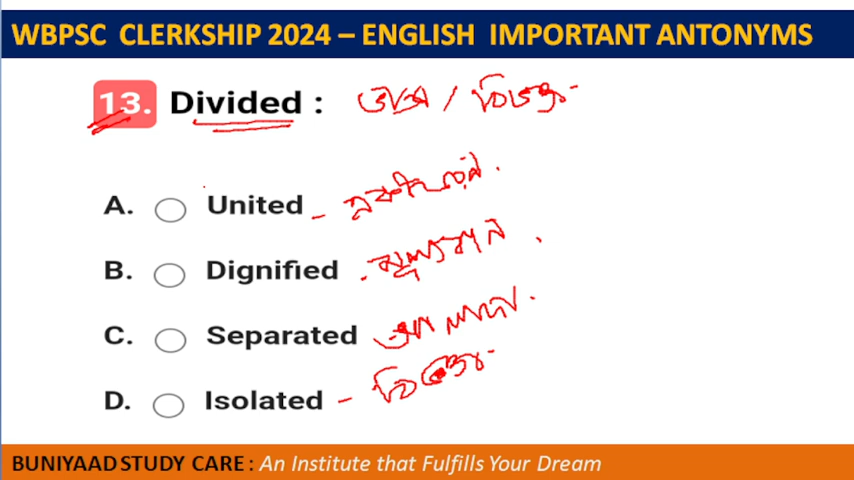 WBPSC CLERKSHIP 2024 – ENGLISH IMPORTANT ANTONYMS
13. Divided : / বিভক্ত
A. United -
B. Dignified -
C. Separated
D. Isolated -
BUNIYAAD STUDY CARE : An Institute that Fulfills Your Dream